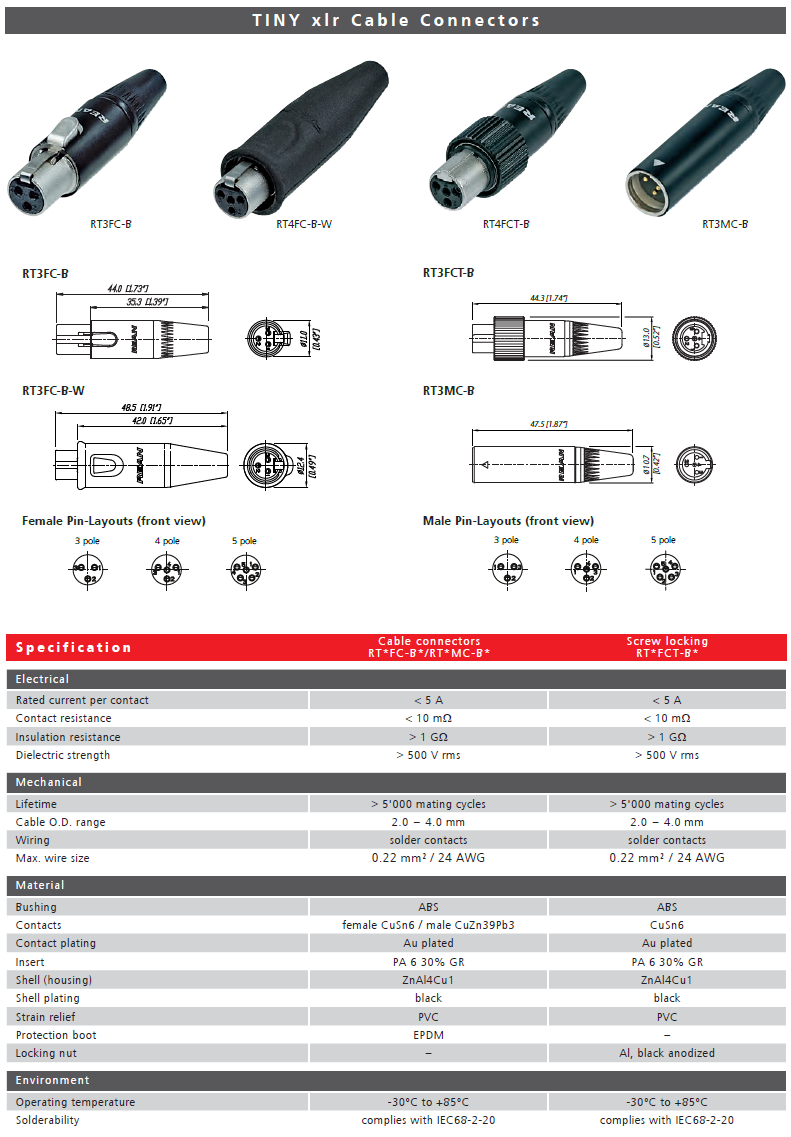 TINY xlr Cable Connectors
REAN
REAN
REAN
RT3FC-B
RT4FC-B-W
RT4FCT-B
RT3MC-B
RT3FC-B
44.0 [1.73"]
35.3 [1.39"]
REAN
Ø11.0
[0.43"]
RT3FCT-B
44.3 [1.74"]
REAN
Ø13.0
[0.52"]
RT3FC-B-W
48.5 [1.91"]
42.0 [1.65"]
REAN
Ø12.4
[0.49"]
RT3MC-B
47.5 [1.87"]
REAN
Ø10.7
[0.42"]
Female Pin-Layouts (front view)
3 pole 4 pole 5 pole
Male Pin-Layouts (front view)
3 pole 4 pole 5 pole
Specification
Cable connectors
RT*FC-B*/RT*MC-B*
Screw locking
RT*FCT-B*
Electrical
Rated current per contact < 5 A < 5 A
Contact resistance < 10 mΩ < 10 mΩ
Insulation resistance > 1 GΩ > 1 GΩ
Dielectric strength > 500 V rms > 500 V rms
Mechanical
Lifetime > 5'000 mating cycles > 5'000 mating cycles
Cable O.D. range 2.0 – 4.0 mm 2.0 – 4.0 mm
Wiring solder contacts solder contacts
Max. wire size 0.22 mm² / 24 AWG 0.22 mm² / 24 AWG
Material
Bushing ABS ABS
Contacts female CuSn6 / male CuZn39Pb3 CuSn6
Contact plating Au plated Au plated
Insert PA 6 30% GR PA 6 30% GR
Shell (housing) ZnAl4Cu1 ZnAl4Cu1
Shell plating black black
Strain relief PVC PVC
Protection boot EPDM –
Locking nut – Al, black anodized
Environment
Operating temperature -30°C to +85°C -30°C to +85°C
Solderability complies with IEC68-2-20 complies with IEC68-2-20